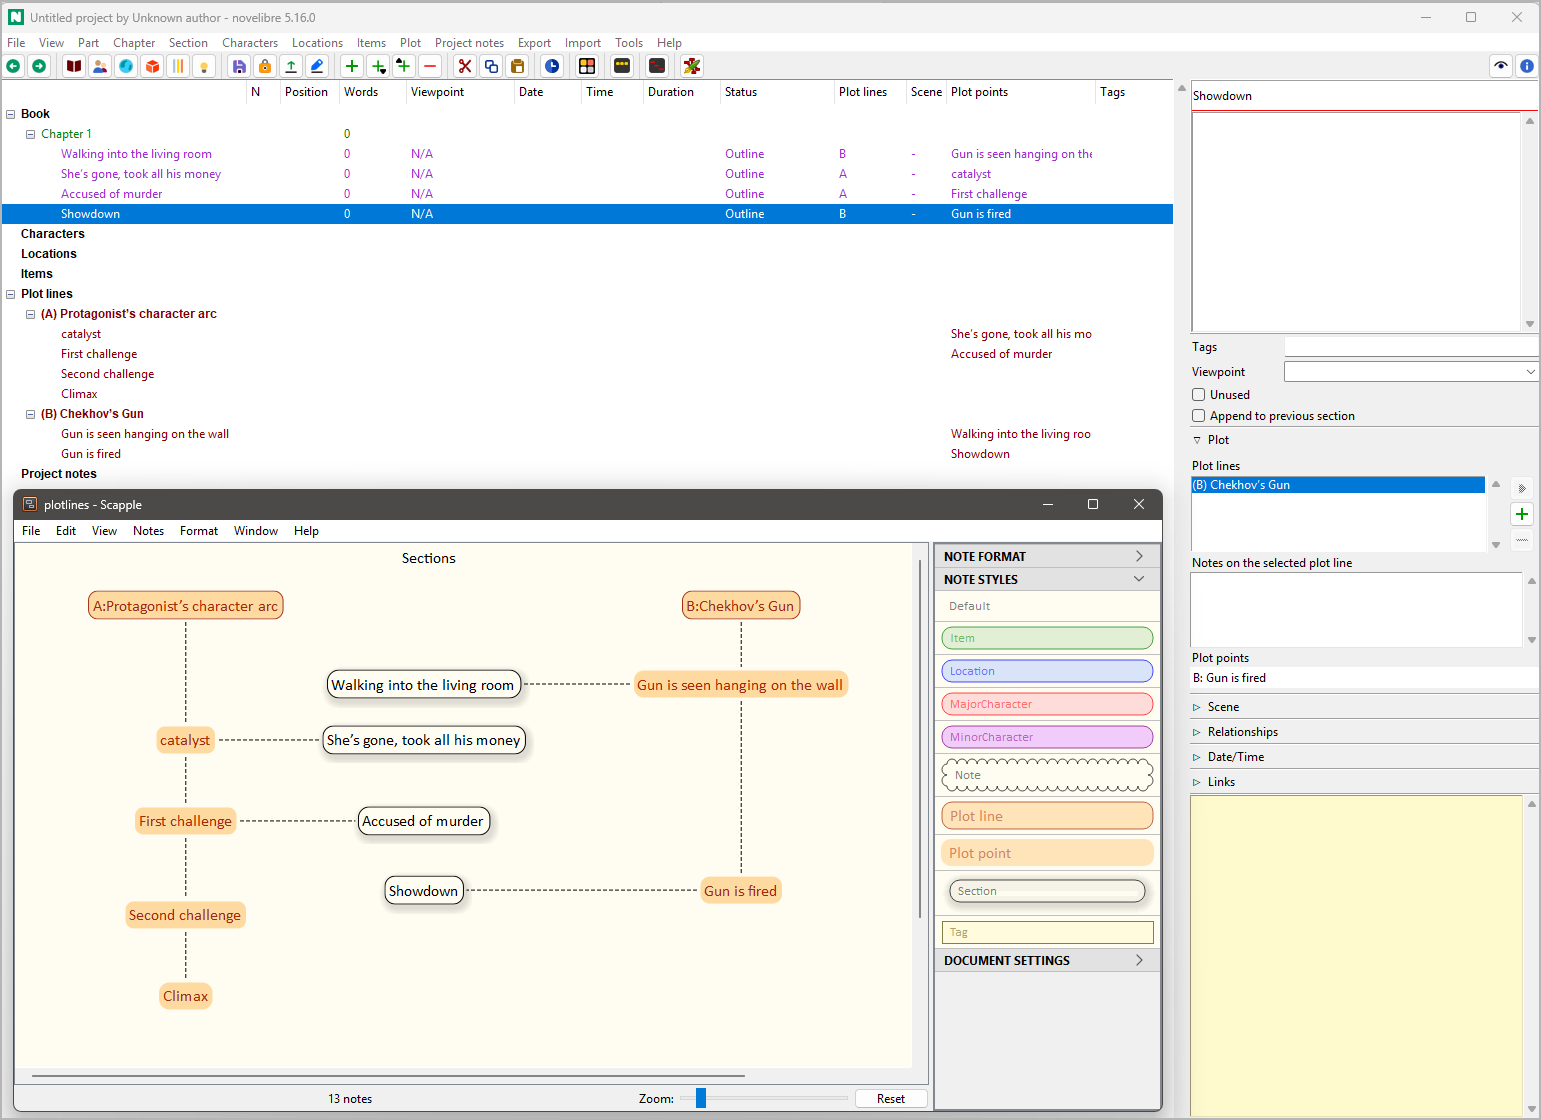 Untitled project by Unknown author - novelibre 5.16.0
File View Part Chapter Section Characters Locations Items Plot Project notes Export Import Tools Help
N Position Words Viewpoint Date Time Duration Status Plot lines Scene Plot points Tags
Book
Chapter 1 0
Walking into the living room 0 N/A Outline B - Gun is seen hanging on the
She's gone, took all his money 0 N/A Outline A - catalyst
Accused of murder 0 N/A Outline A - First challenge
Showdown 0 N/A Outline B - Gun is fired
Characters
Locations
Items
Plot lines
(A) Protagonist's character arc
catalyst She's gone, took all his mo
First challenge Accused of murder
Second challenge
Climax
(B) Chekhov's Gun
Gun is seen hanging on the wall Walking into the living roo
Gun is fired Showdown
Project notes
Showdown
Tags
Viewpoint
Unused
Append to previous section
Plot
Plot lines
(B) Chekhov's Gun
Notes on the selected plot line
Plot points
B: Gun is fired
Scene
Relationships
Date/Time
Links
plotlines - Scapple
File Edit View Notes Format Window Help
Sections
A:Protagonist's character arc B:Chekhov's Gun
Walking into the living room Gun is seen hanging on the wall
catalyst She's gone, took all his money
First challenge Accused of murder
Showdown Gun is fired
Second challenge
Climax
NOTE FORMAT
NOTE STYLES
Default
Item
Location
MajorCharacter
MinorCharacter
Note
Plot line
Plot point
Section
Tag
DOCUMENT SETTINGS
13 notes Zoom: Reset